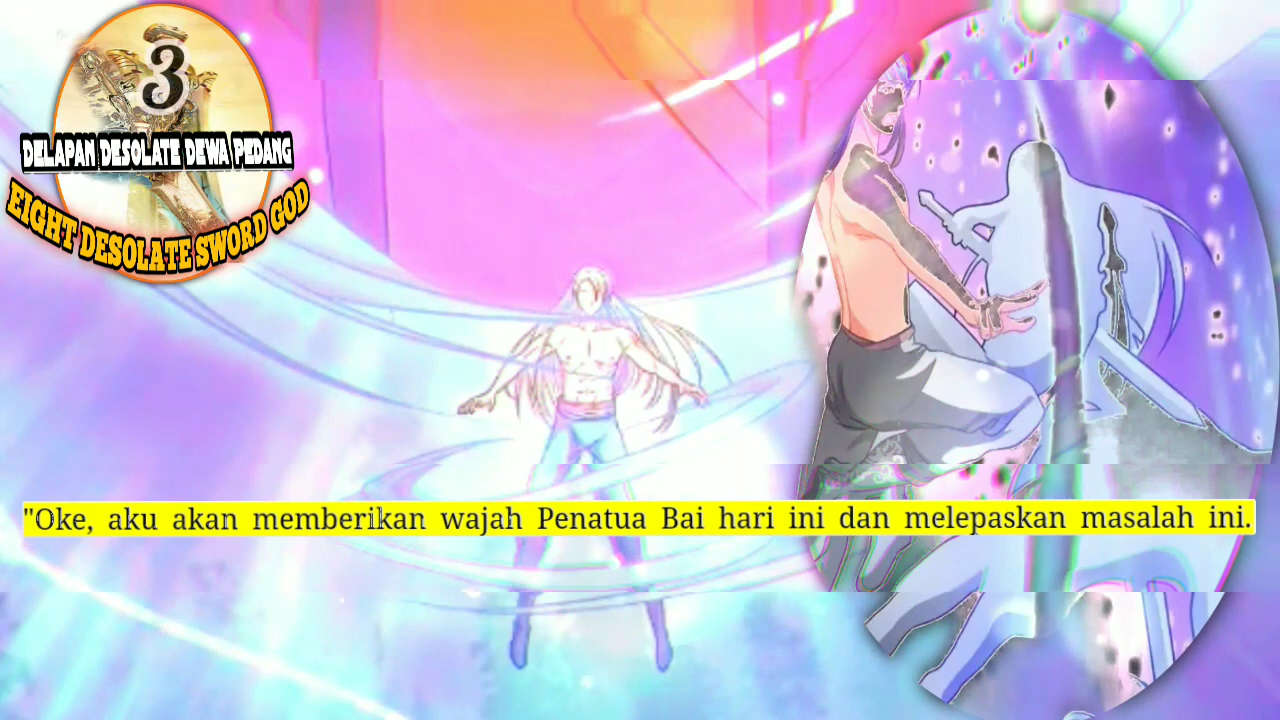 3
DELAPAN DESOLATE DEWA PEDANG
EIGHT DESOLATE SWORD GOD
"Oke, aku akan memberikan wajah Penatua Bai hari ini dan melepaskan masalah ini.